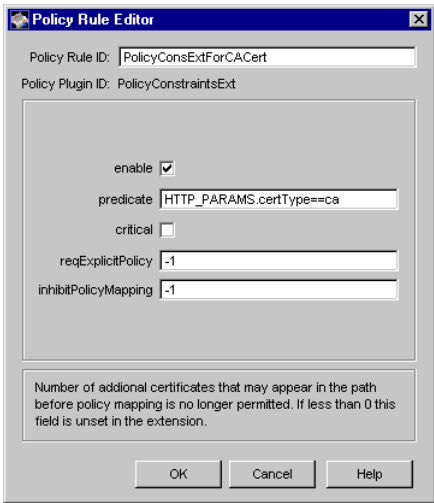 Policy Rule Editor
Policy Rule ID: PolicyConsExtForCACert
Policy Plugin ID: PolicyConstraintsExt
enable
predicate HTTP_PARAMS.certType==ca
critical
reqExplicitPolicy -1
inhibitPolicyMapping -1
Number of addional certificates that may appear in the path
before policy mapping is no longer permitted. If less than 0 this
field is unset in the extension.
OK Cancel Help